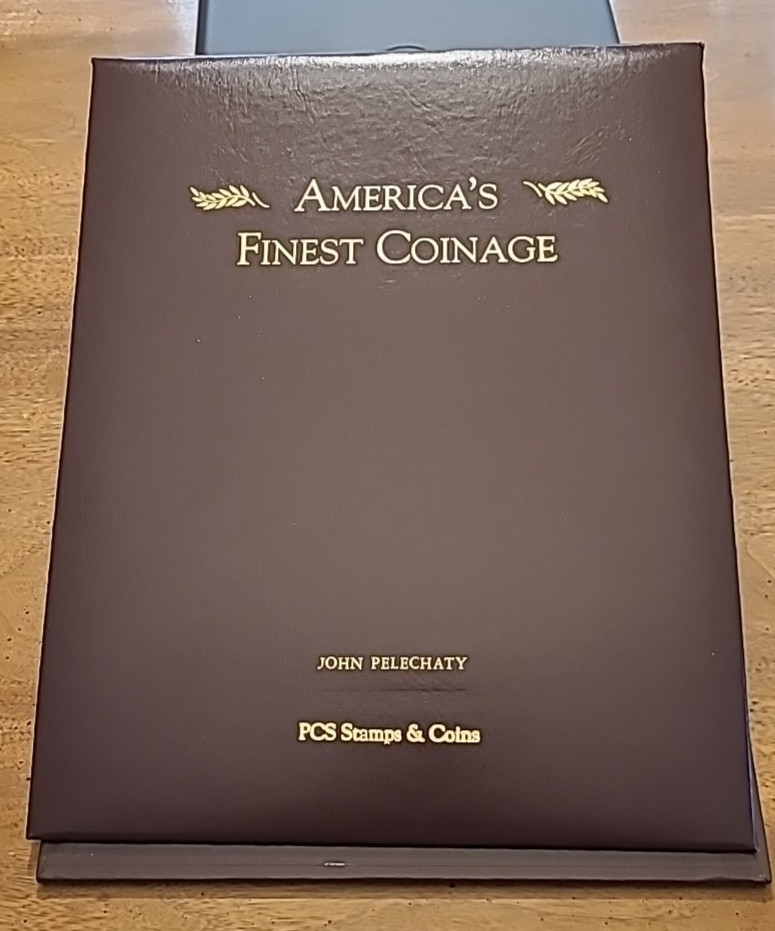 AMERICA'S
FINEST COINAGE
JOHN PELECHATY
PCS Stamps & Coins